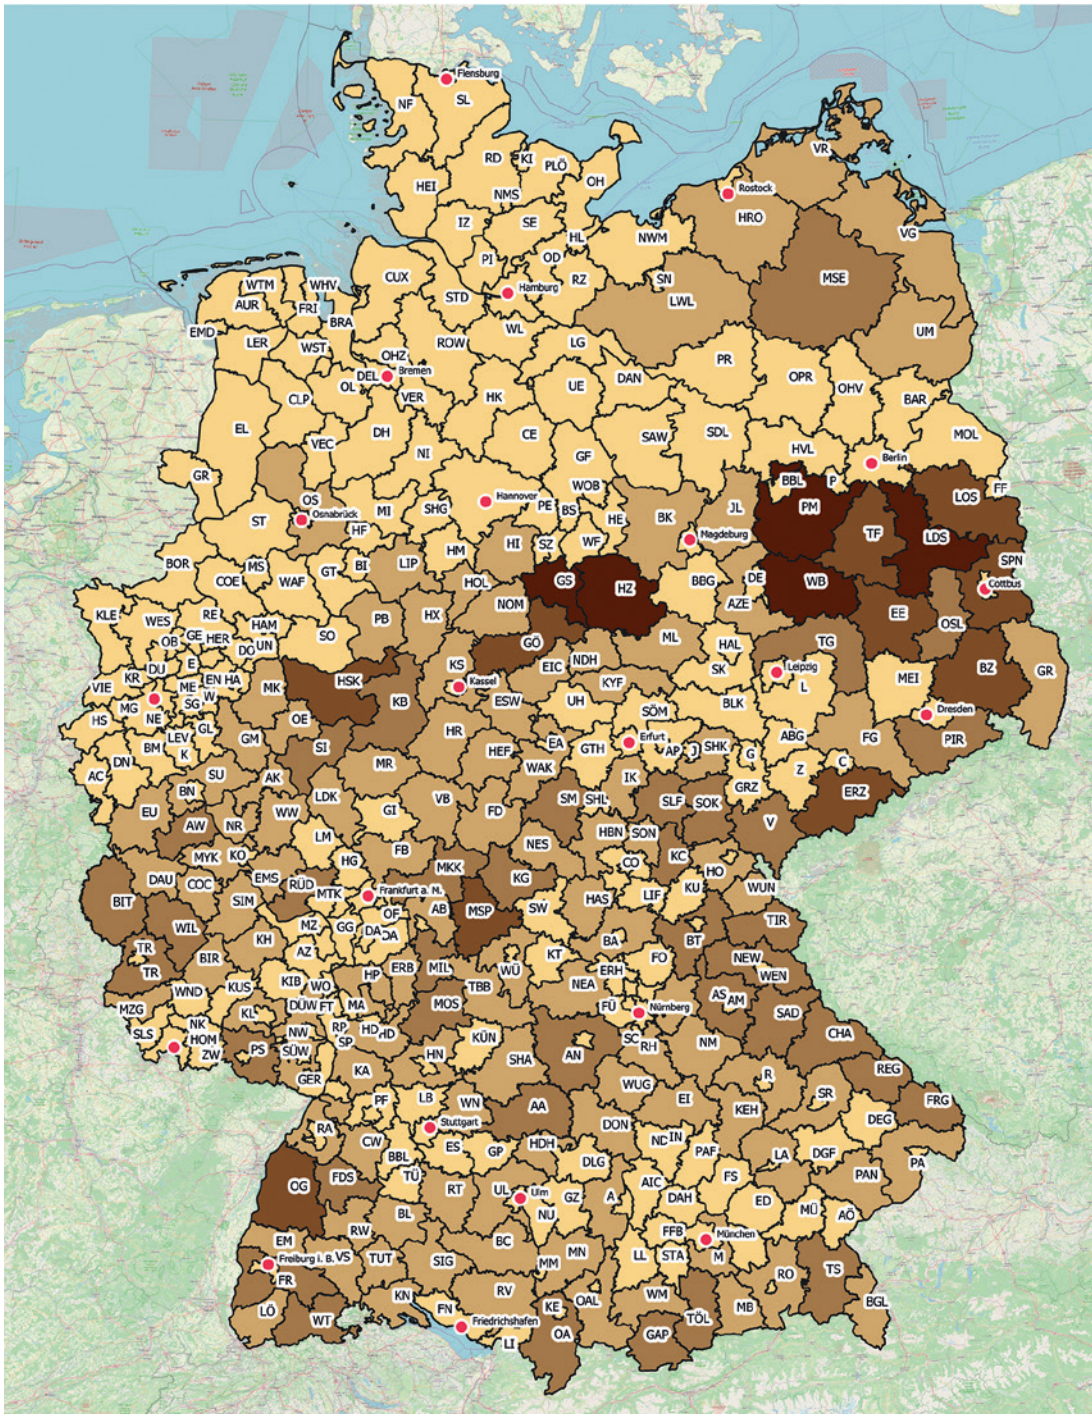 Flensburg
NF
SL
VR
RD
KI
PLÖ
HEI
OH
Rostock
NMS
HRO
IZ
SE
HL
NWM
VG
PI
OD
MSE
WTM
WHV
CUX
RZ
SN
AUR
FRI
STD
Hamburg
LWL
BRA
EMD
LER
WST
WL
UM
OHZ
ROW
LG
PR
DEL
Bremen
OPR
OL
UE
DAN
OHV
CLP
VER
HK
BAR
EL
DH
CE
SAW
SDL
MOL
VEC
NI
HVL
GF
Berlin
GR
BBL
P
WOB
FF
OS
Hannover
LOS
SHG
PE
BS
HE
JL
PM
ST
Osnabrück
MI
BK
HF
TF
HI
SZ
WF
Magdeburg
LDS
HM
BOR
MS
GT
BI
LIP
SPN
COE
WAF
HOL
GS
HZ
BBG
DE
WB
Cottbus
AZE
KLE
WES
RE
HAM
PB
HX
NOM
EE
OSL
OB
GE
HER
UN
SO
GÖ
ML
HAL
TG
DU
E
DO
KS
EIC
NDH
Leipzig
BZ
GR
KR
EN
HA
HSK
SK
MEI
VIE
ME
W
MK
KB
Kassel
KYF
L
MG
SG
ESW
UH
BLK
Dresden
HS
NE
GL
OE
SÖM
LEV
HR
ABG
FG
PIR
BM
K
GM
SI
EA
Erfurt
DN
HEF
GTH
AP
J
SHK
G
C
AC
SU
MR
WAK
Z
BN
AK
LDK
IK
GRZ
ERZ
EU
WW
VB
FD
SM
SHL
SLF
SOK
GI
AW
NR
V
LM
HBN
SON
FB
NES
MYK
KO
HG
CO
KC
HO
DAU
EMS
MKK
COC
RÜD
KG
KU
WUN
BIT
SIM
MTK
Frankfurt a. M.
HAS
LIF
OF
AB
MSP
SW
TIR
WIL
MZ
GG
DA
DA
BA
BT
KH
TR
KT
FO
AZ
NEW
BIR
ERB
MIL
WÜ
ERH
WEN
TR
HP
WND
KUS
KIB
WO
TBB
NEA
AS
MZG
MOS
AM
DÜW
FT
MA
FÜ
Nürnberg
SAD
KL
NK
RP
HD
SLS
NW
HD
KÜN
SC
CHA
HOM
SP
AN
RH
NM
ZW
PS
SÜW
HN
SHA
KA
WUG
R
REG
GER
EI
SR
LB
WN
AA
FRG
PF
KEH
DEG
RA
Stuttgart
DON
CW
ES
HDH
ND
IN
BBL
GP
LA
DGF
PA
TÜ
DLG
PAF
FDS
PAN
OG
RT
UL
Ulm
GZ
A
AIC
FS
DAH
ED
MÜ
AÖ
BL
NU
RW
EM
FFB
München
BC
MN
LL
STA
M
Freiburg i. B.
VS
TUT
SIG
MM
RO
TS
FR
RV
OAL
WM
KN
FN
KE
MB
BGL
LÖ
TÖL
WT
Friedrichshafen
OA
GAP
LI